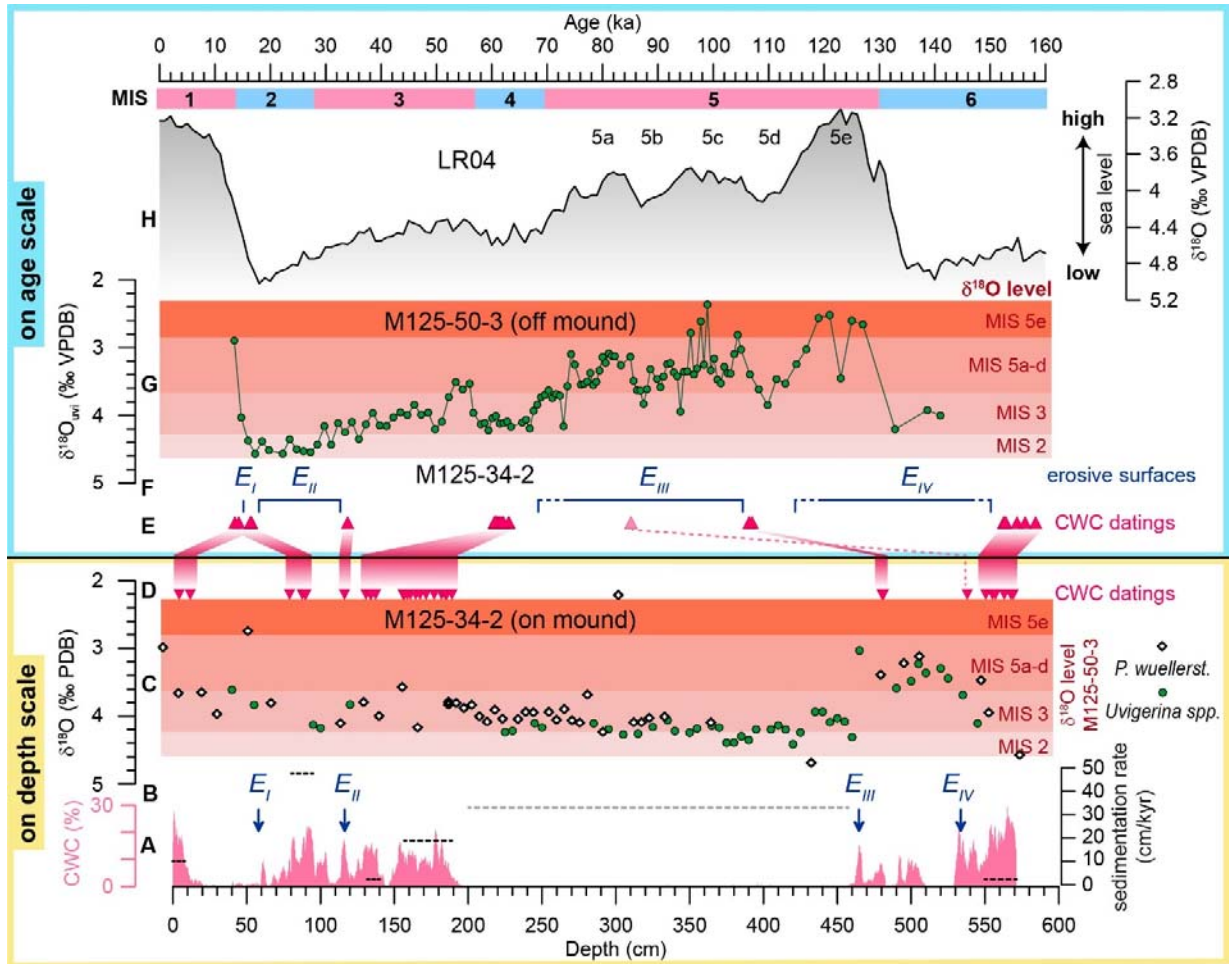 Age (ka)
0 10 20 30 40 50 60 70 80 90 100 110 120 130 140 150 160
MIS 1 2 3 4 5 6
2.8
3.2
3.6
4
4.4
4.8
5.2
δ¹⁸O (‰ VPDB)
high
sea level
low
5a 5b 5c 5d 5e
LR04
H
on age scale
δ¹⁸O level
2
3
4
5
δ¹⁸Ouvi (‰ VPDB)
G
M125-50-3 (off mound)
MIS 5e
MIS 5a-d
MIS 3
MIS 2
F
M125-34-2
EI EII EIII EIV
erosive surfaces
E
CWC datings
D
CWC datings
on depth scale
2
3
4
5
δ¹⁸O (‰ PDB)
C
M125-34-2 (on mound)
MIS 5e
MIS 5a-d
MIS 3
MIS 2
δ¹⁸O level
M125-50-3
P. wuellerst.
Uvigerina spp.
B
EI EII EIII EIV
50
40
30
20
10
0
sedimentation rate
(cm/kyr)
CWC (%)
30
0
A
0 50 100 150 200 250 300 350 400 450 500 550 600
Depth (cm)